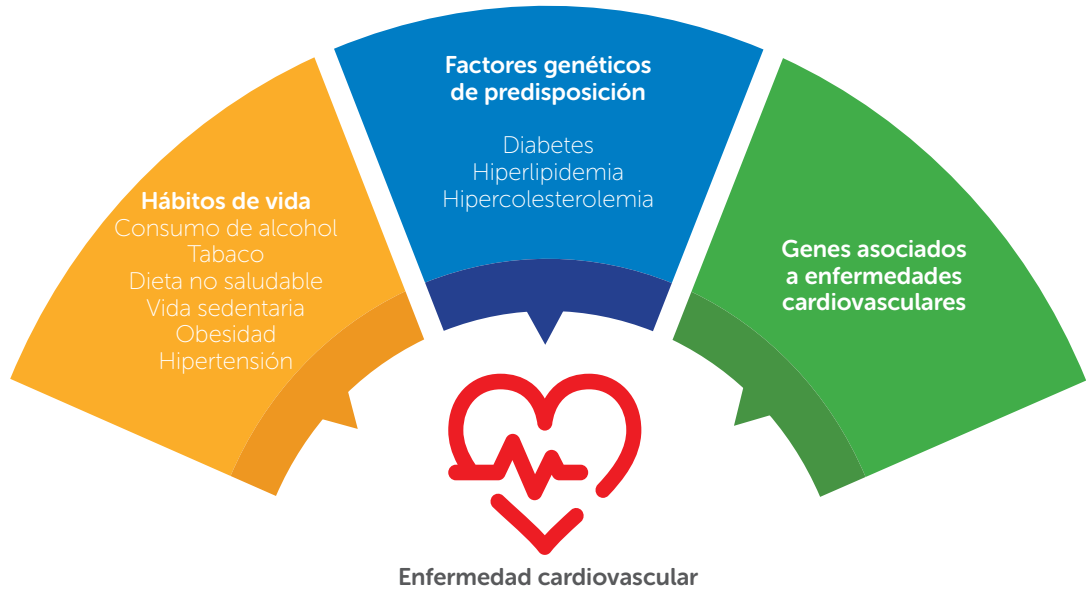 Hábitos de vida
Consumo de alcohol
Tabaco
Dieta no saludable
Vida sedentaria
Obesidad
Hipertensión
Factores genéticos
de predisposición
Diabetes
Hiperlipidemia
Hipercolesterolemia
Genes asociados
a enfermedades
cardiovasculares
Enfermedad cardiovascular